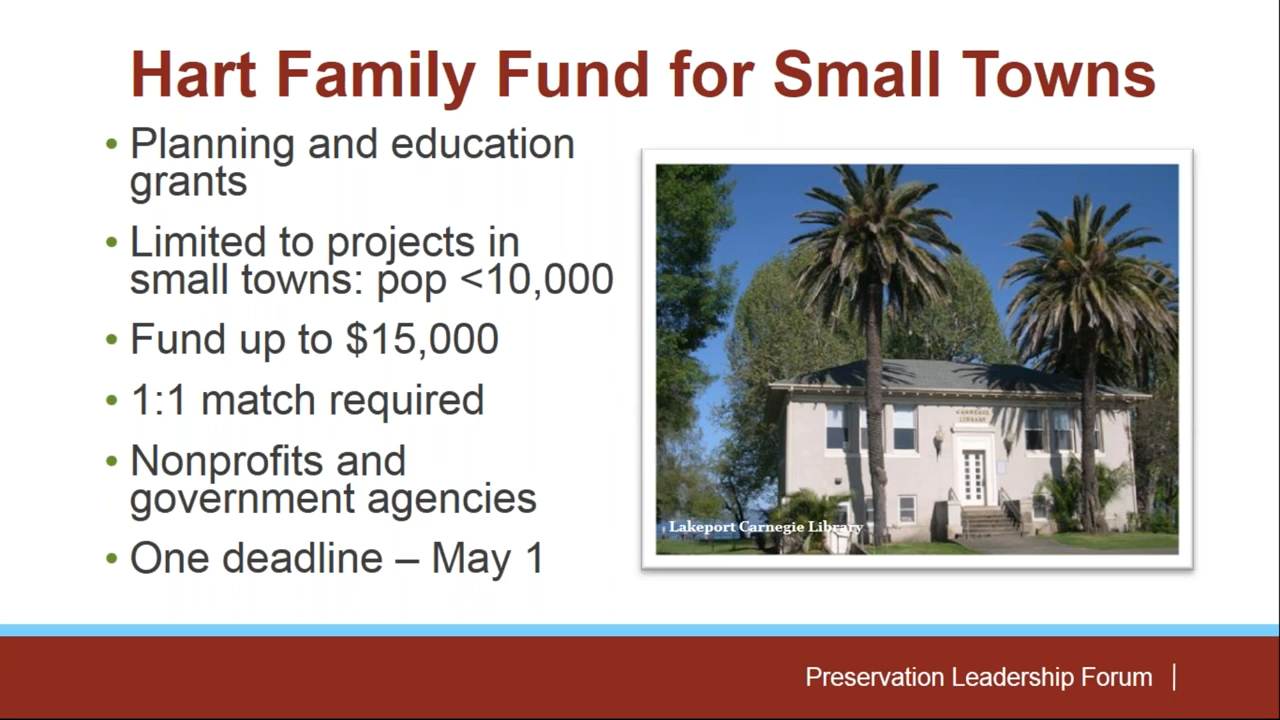 Hart Family Fund for Small Towns
• Planning and education
grants
• Limited to projects in
small towns: pop <10,000
• Fund up to $15,000
• 1:1 match required
• Nonprofits and
government agencies
• One deadline – May 1
CARNEGIE
LIBRARY
Lakeport Carnegie Library
Preservation Leadership Forum